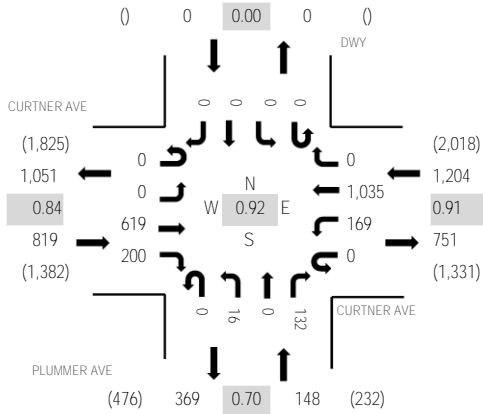 () 0 0.00 0 ()
DWY
0 0 0 0
CURTNER AVE
(1,825) (2,018)
1,051 0 0 1,204
0 N 1,035
0.84 W 0.92 E 0.91
619 169
819 S 751
200 0
(1,382) (1,331)
0 16 0 132
CURTNER AVE
PLUMMER AVE
(476) 369 0.70 148 (232)